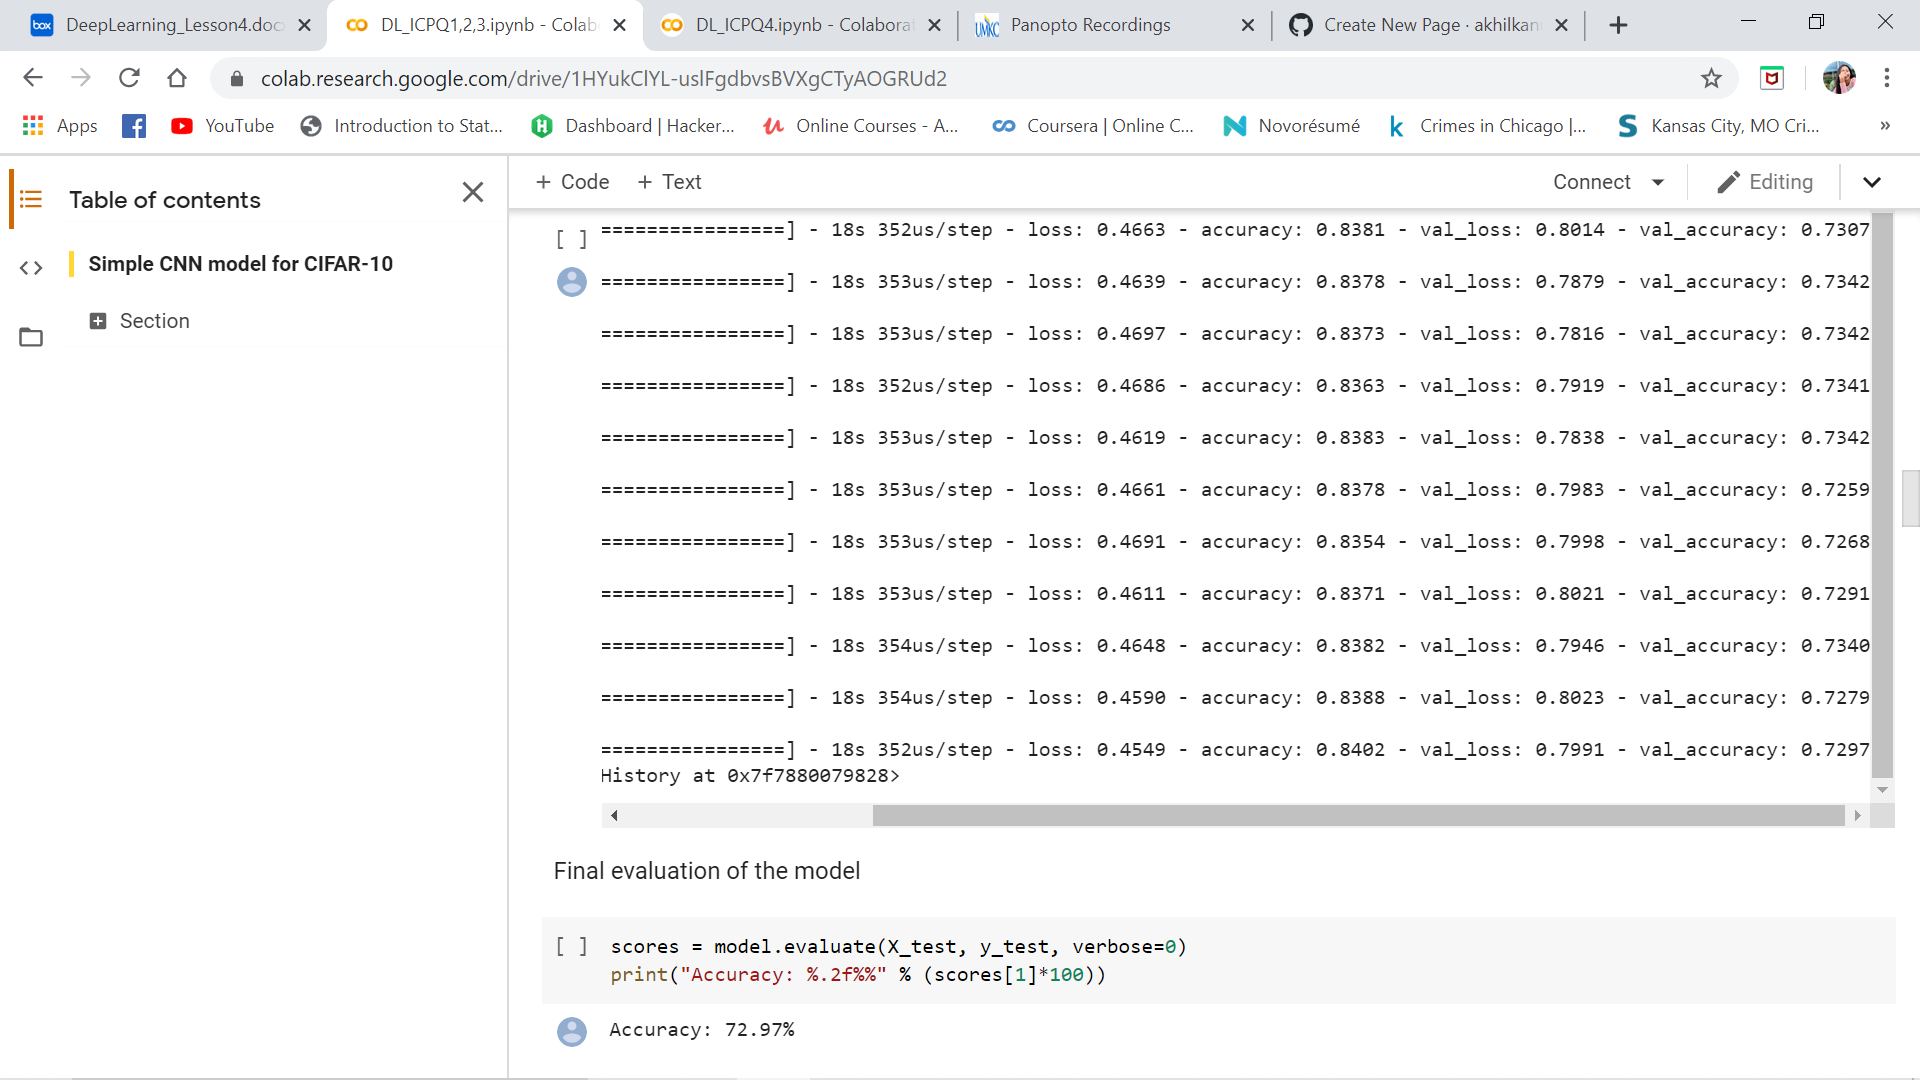 box DeepLearning_Lesson4.docx
DL_ICPQ1,2,3.ipynb - Colab
DL_ICPQ4.ipynb - Colaborat
UMKC Panopto Recordings
Create New Page · akhilkan
colab.research.google.com/drive/1HYukClYL-uslFgdbvsBVXgCTyAOGRUd2
Apps
YouTube
Introduction to Stat...
Dashboard | Hacker...
Online Courses - A...
Coursera | Online C...
Novorésumé
Crimes in Chicago |...
Kansas City, MO Cri...
»
Table of contents
Simple CNN model for CIFAR-10
Section
+ Code + Text
Connect
Editing
[ ] ================] - 18s 352us/step - loss: 0.4663 - accuracy: 0.8381 - val_loss: 0.8014 - val_accuracy: 0.7307
================] - 18s 353us/step - loss: 0.4639 - accuracy: 0.8378 - val_loss: 0.7879 - val_accuracy: 0.7342
================] - 18s 353us/step - loss: 0.4697 - accuracy: 0.8373 - val_loss: 0.7816 - val_accuracy: 0.7342
================] - 18s 352us/step - loss: 0.4686 - accuracy: 0.8363 - val_loss: 0.7919 - val_accuracy: 0.7341
================] - 18s 353us/step - loss: 0.4619 - accuracy: 0.8383 - val_loss: 0.7838 - val_accuracy: 0.7342
================] - 18s 353us/step - loss: 0.4661 - accuracy: 0.8378 - val_loss: 0.7983 - val_accuracy: 0.7259
================] - 18s 353us/step - loss: 0.4691 - accuracy: 0.8354 - val_loss: 0.7998 - val_accuracy: 0.7268
================] - 18s 353us/step - loss: 0.4611 - accuracy: 0.8371 - val_loss: 0.8021 - val_accuracy: 0.7291
================] - 18s 354us/step - loss: 0.4648 - accuracy: 0.8382 - val_loss: 0.7946 - val_accuracy: 0.7340
================] - 18s 354us/step - loss: 0.4590 - accuracy: 0.8388 - val_loss: 0.8023 - val_accuracy: 0.7279
================] - 18s 352us/step - loss: 0.4549 - accuracy: 0.8402 - val_loss: 0.7991 - val_accuracy: 0.7297
History at 0x7f7880079828>
Final evaluation of the model
[ ] scores = model.evaluate(X_test, y_test, verbose=0)
print("Accuracy: %.2f%%" % (scores[1]*100))
Accuracy: 72.97%